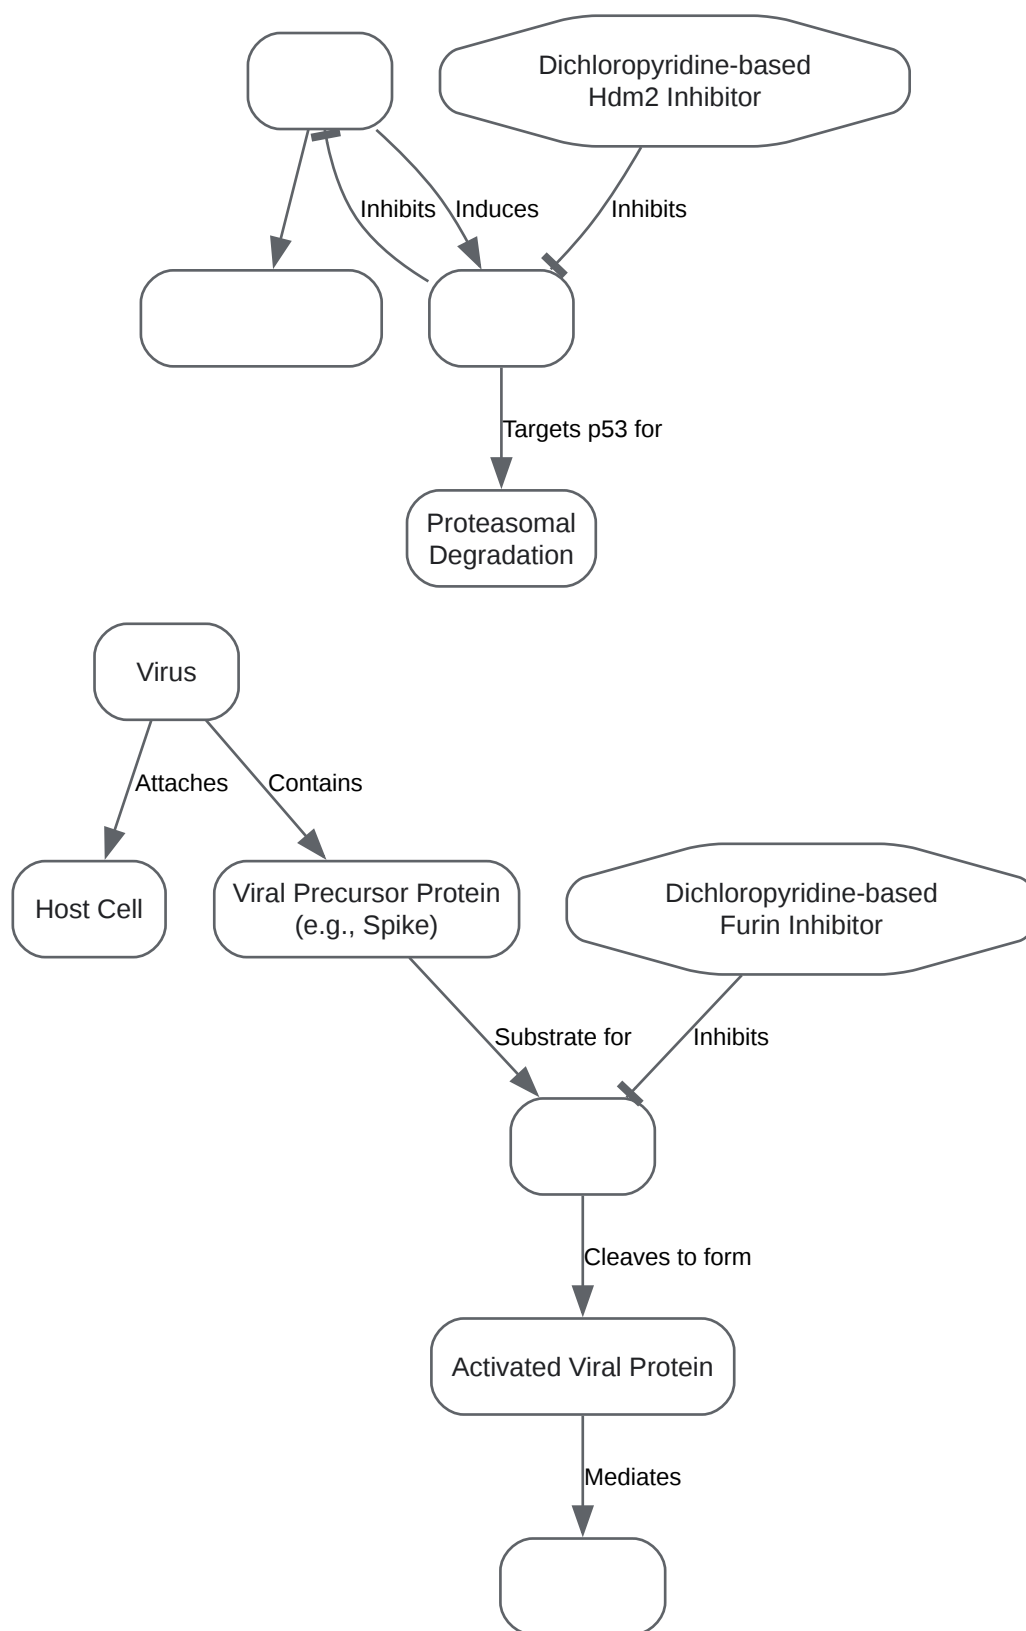 Dichloropyridine-based
Hdm2 Inhibitor
Inhibits
Induces
Inhibits
Targets p53 for
Proteasomal
Degradation
Virus
Attaches
Contains
Host Cell
Viral Precursor Protein
(e.g., Spike)
Dichloropyridine-based
Furin Inhibitor
Substrate for
Inhibits
Cleaves to form
Activated Viral Protein
Mediates